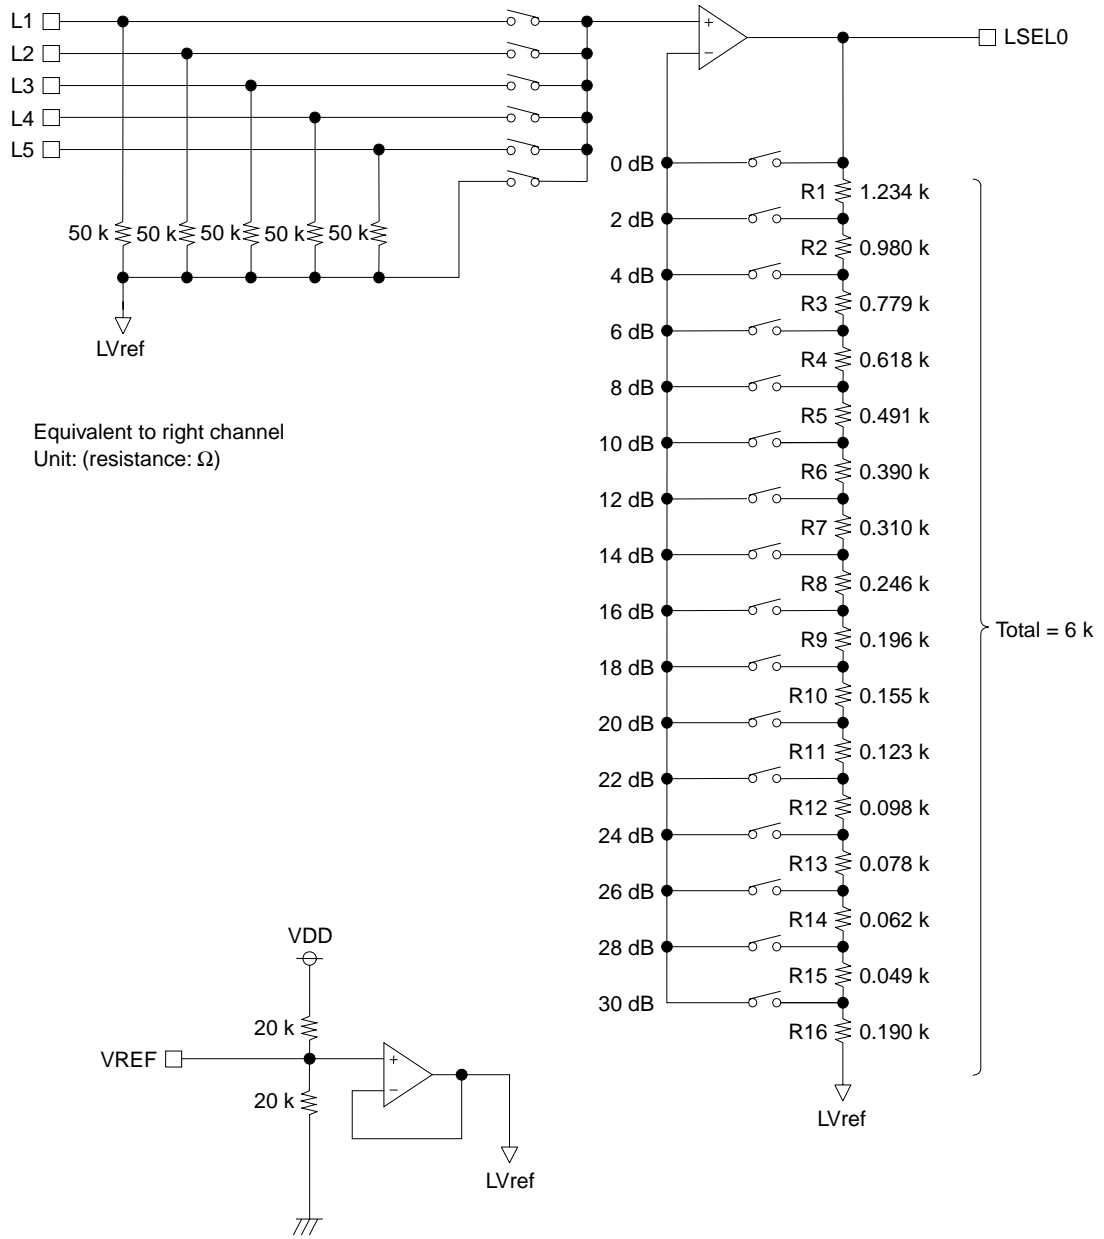 L1
LSEL0
L2
L3
L4
L5
+
−
0 dB
R1 1.234 k
2 dB
50 k 50 k 50 k 50 k 50 k
R2 0.980 k
4 dB
R3 0.779 k
6 dB
LVref
R4 0.618 k
8 dB
R5 0.491 k
Equivalent to right channel
10 dB
Unit: (resistance: Ω)
R6 0.390 k
12 dB
R7 0.310 k
14 dB
R8 0.246 k
16 dB
Total = 6 k
R9 0.196 k
18 dB
R10 0.155 k
20 dB
R11 0.123 k
22 dB
R12 0.098 k
24 dB
R13 0.078 k
26 dB
R14 0.062 k
VDD
28 dB
R15 0.049 k
30 dB
20 k
R16 0.190 k
VREF
+
−
20 k
LVref
LVref